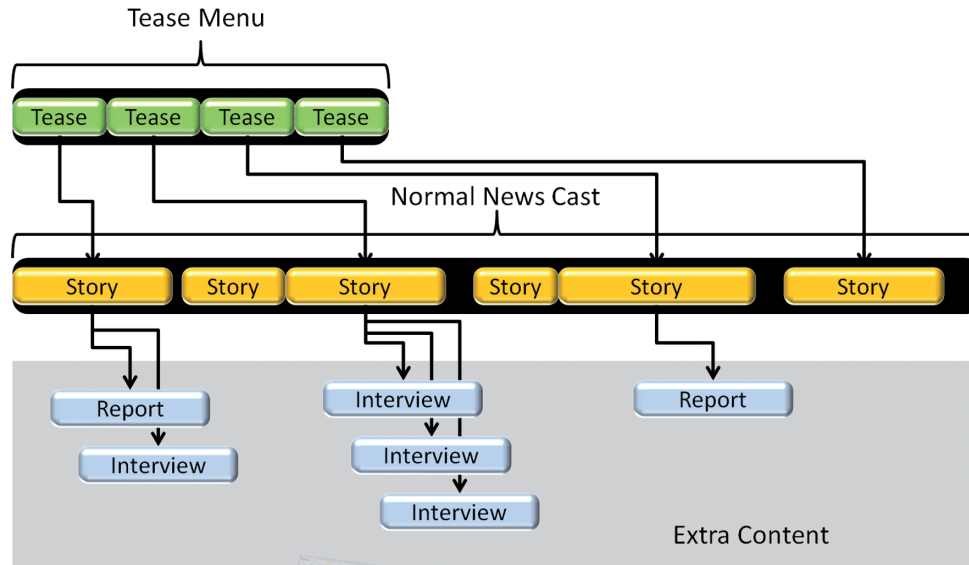 Tease Menu
Tease Tease Tease Tease
Normal News Cast
Story Story Story Story Story Story
Report Interview Report
Interview Interview
Interview
Extra Content